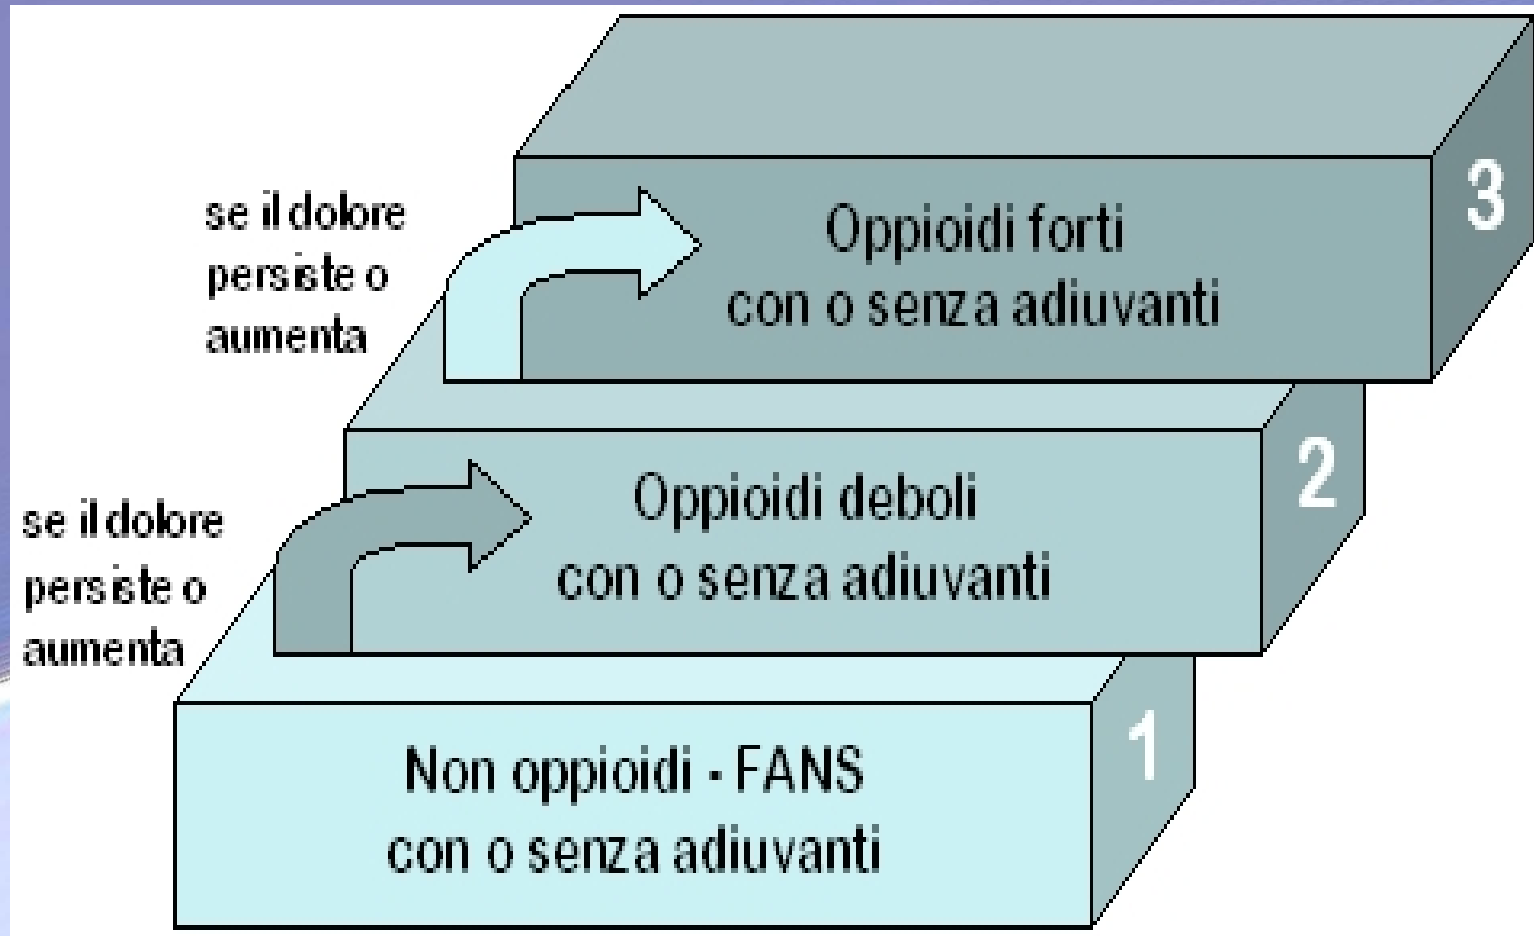 se il dolore
persiste o
aumenta
Oppioidi forti
con o senza adiuvanti
3
se il dolore
persiste o
aumenta
Oppioidi deboli
con o senza adiuvanti
2
Non oppioidi - FANS
con o senza adiuvanti
1